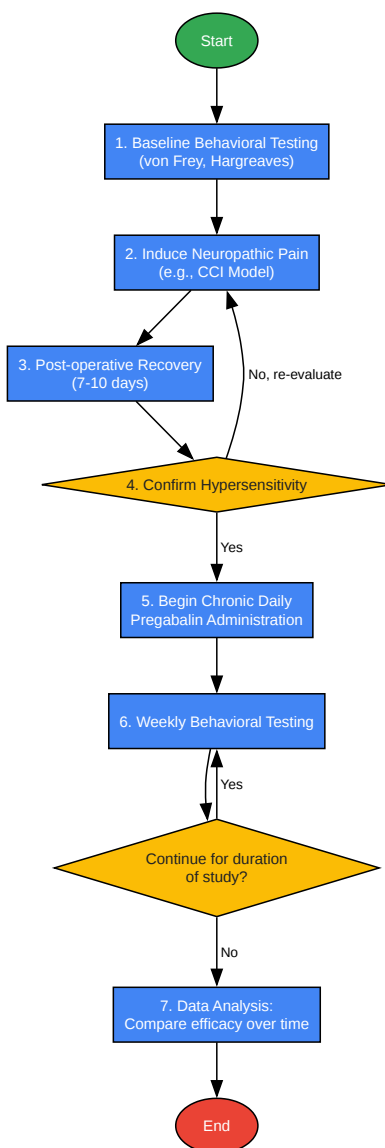 Start
1. Baseline Behavioral Testing
(von Frey, Hargreaves)
2. Induce Neuropathic Pain
(e.g., CCI Model)
3. Post-operative Recovery
(7-10 days)
No, re-evaluate
4. Confirm Hypersensitivity
Yes
5. Begin Chronic Daily
Pregabalin Administration
6. Weekly Behavioral Testing
Yes
Continue for duration
of study?
No
7. Data Analysis:
Compare efficacy over time
End